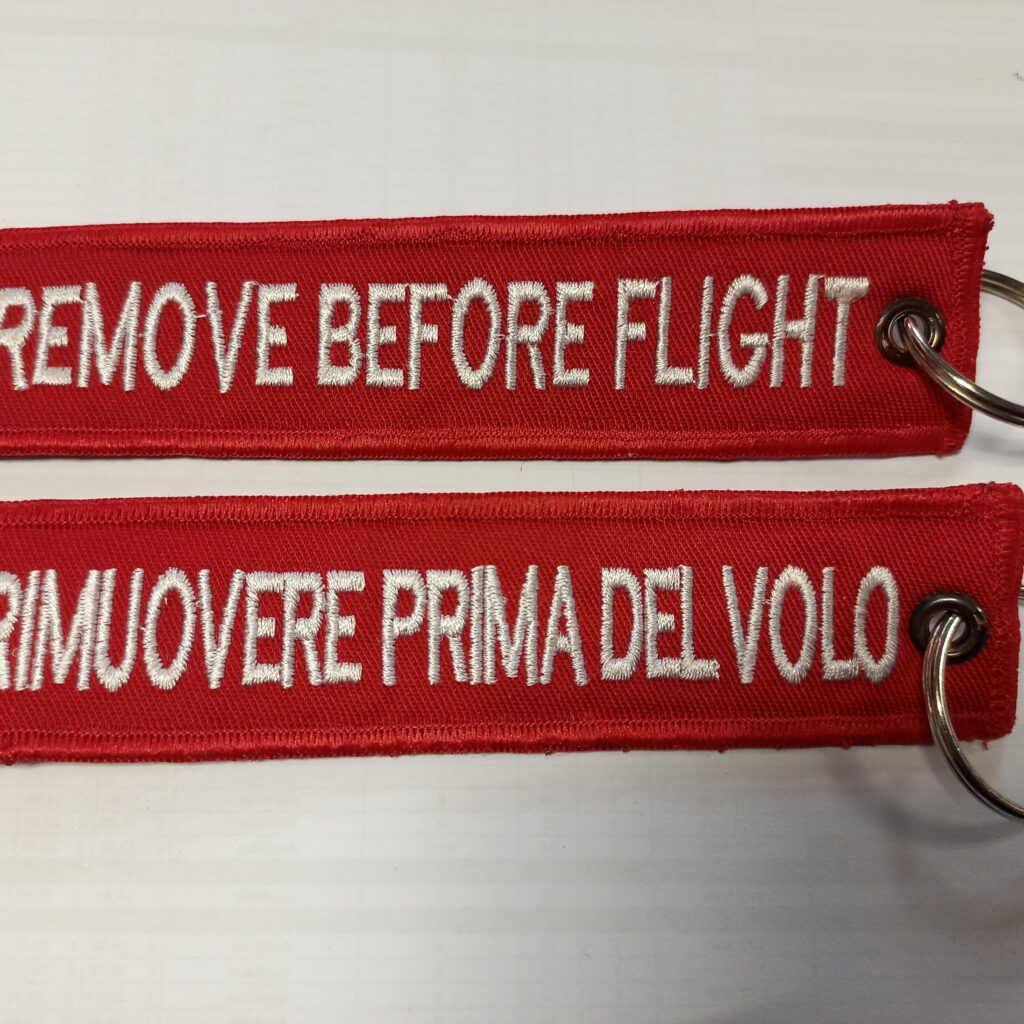 REMOVE BEFORE FLIGHT
RIMUOVERE PRIMA DEL VOLO